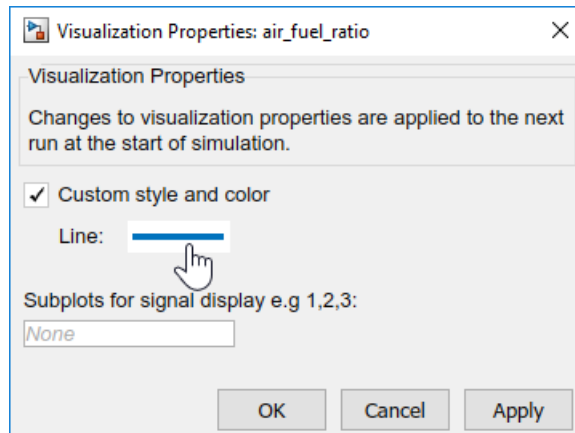 Visualization Properties: air_fuel_ratio
Visualization Properties
Changes to visualization properties are applied to the next
run at the start of simulation.
Custom style and color
Line:
Subplots for signal display e.g 1,2,3:
None
OK Cancel Apply